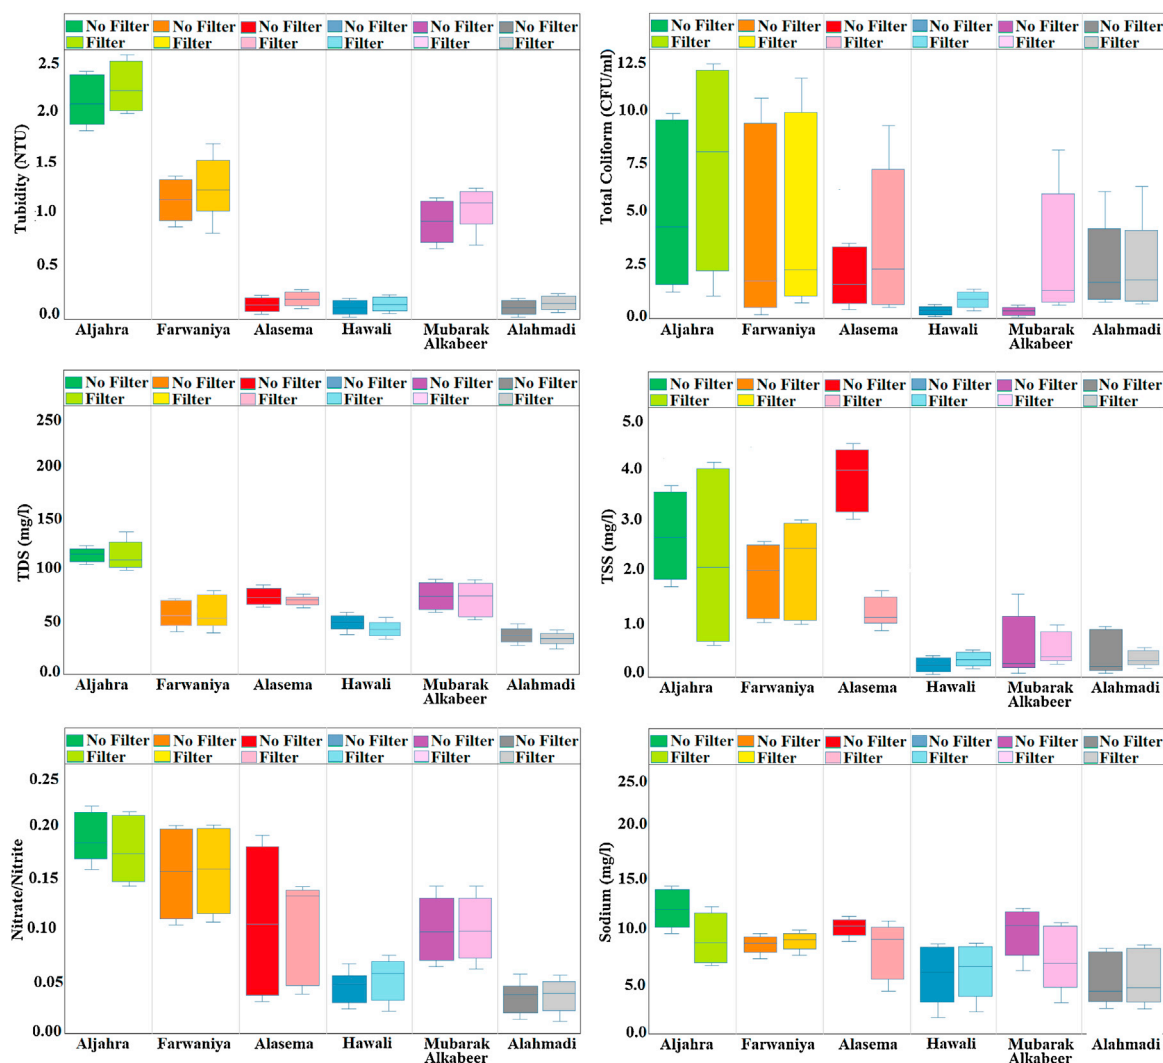 No Filter No Filter No Filter No Filter No Filter No Filter
Filter Filter Filter Filter Filter Filter
Tubidity (NTU)
2.5
2.0
1.5
1.0
0.5
0.0
Aljahra Farwaniya Alasema Hawali Mubarak Alahmadi
Alkabeer
No Filter No Filter No Filter No Filter No Filter No Filter
Filter Filter Filter Filter Filter Filter
Total Coliform (CFU/ml)
12.5
10.0
7.5
5.0
2.5
0.0
Aljahra Farwaniya Alasema Hawali Mubarak Alahmadi
Alkabeer
No Filter No Filter No Filter No Filter No Filter No Filter
Filter Filter Filter Filter Filter Filter
TDS (mg/l)
250
200
150
100
50
0.0
Aljahra Farwaniya Alasema Hawali Mubarak Alahmadi
Alkabeer
No Filter No Filter No Filter No Filter No Filter No Filter
Filter Filter Filter Filter Filter Filter
TSS (mg/l)
5.0
4.0
3.0
2.0
1.0
0.0
Aljahra Farwaniya Alasema Hawali Mubarak Alahmadi
Alkabeer
No Filter No Filter No Filter No Filter No Filter No Filter
Filter Filter Filter Filter Filter Filter
Nitrate/Nitrite
0.25
0.20
0.15
0.10
0.05
0.00
Aljahra Farwaniya Alasema Hawali Mubarak Alahmadi
Alkabeer
No Filter No Filter No Filter No Filter No Filter No Filter
Filter Filter Filter Filter Filter Filter
Sodium (mg/l)
25.0
20.0
15.0
10.0
5.0
0.0
Aljahra Farwaniya Alasema Hawali Mubarak Alahmadi
Alkabeer